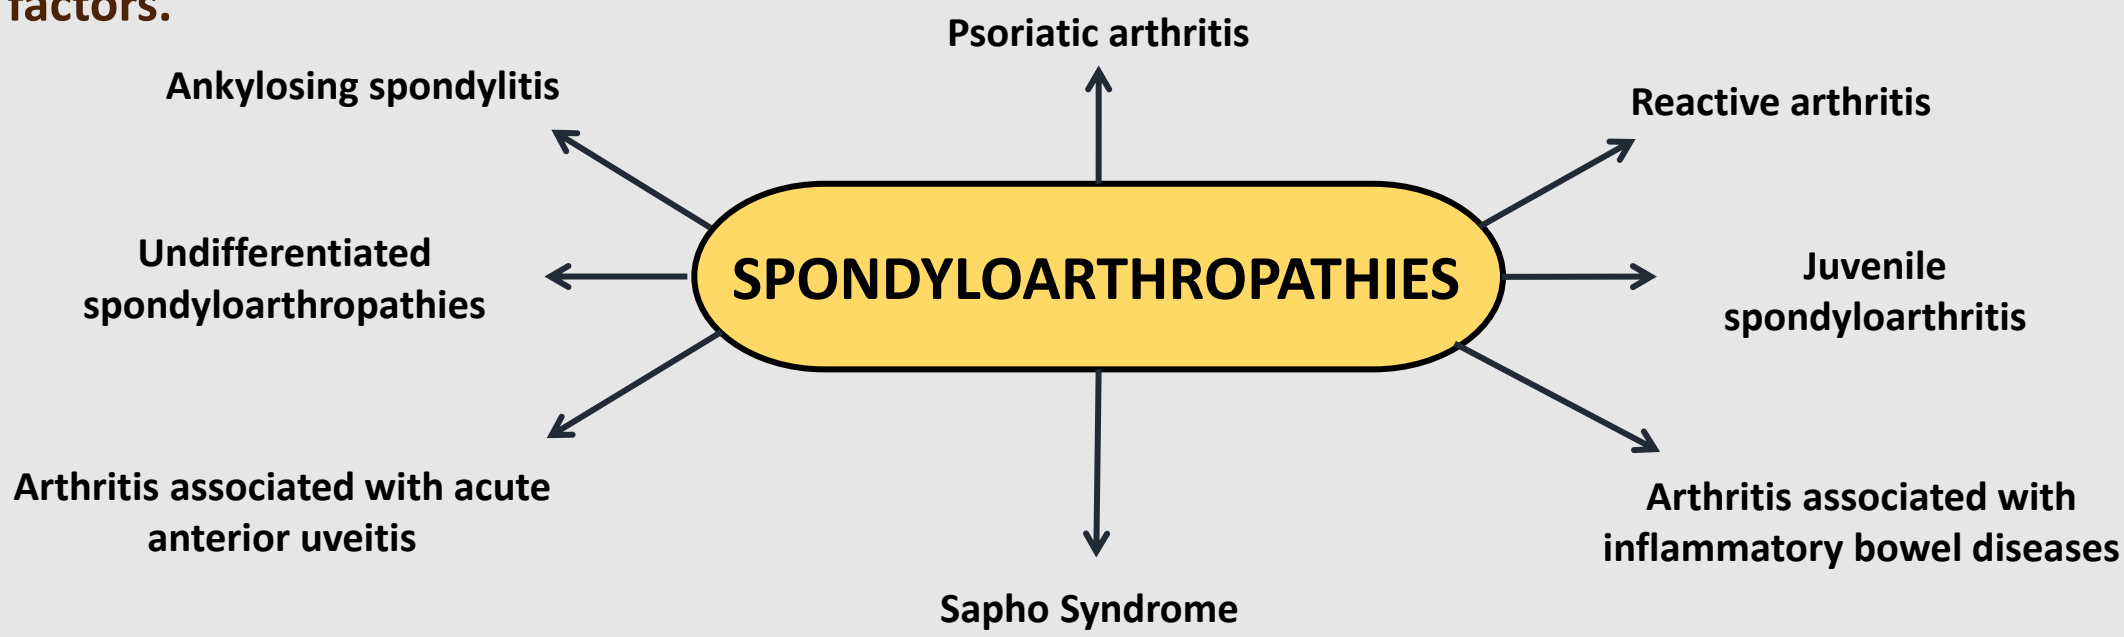 factors.
Psoriatic arthritis
Ankylosing spondylitis
Reactive arthritis
Undifferentiated
spondyloarthropathies
SPONDYLOARTHROPATHIES
Juvenile
spondyloarthritis
Arthritis associated with acute
anterior uveitis
Arthritis associated with
inflammatory bowel diseases
Sapho Syndrome